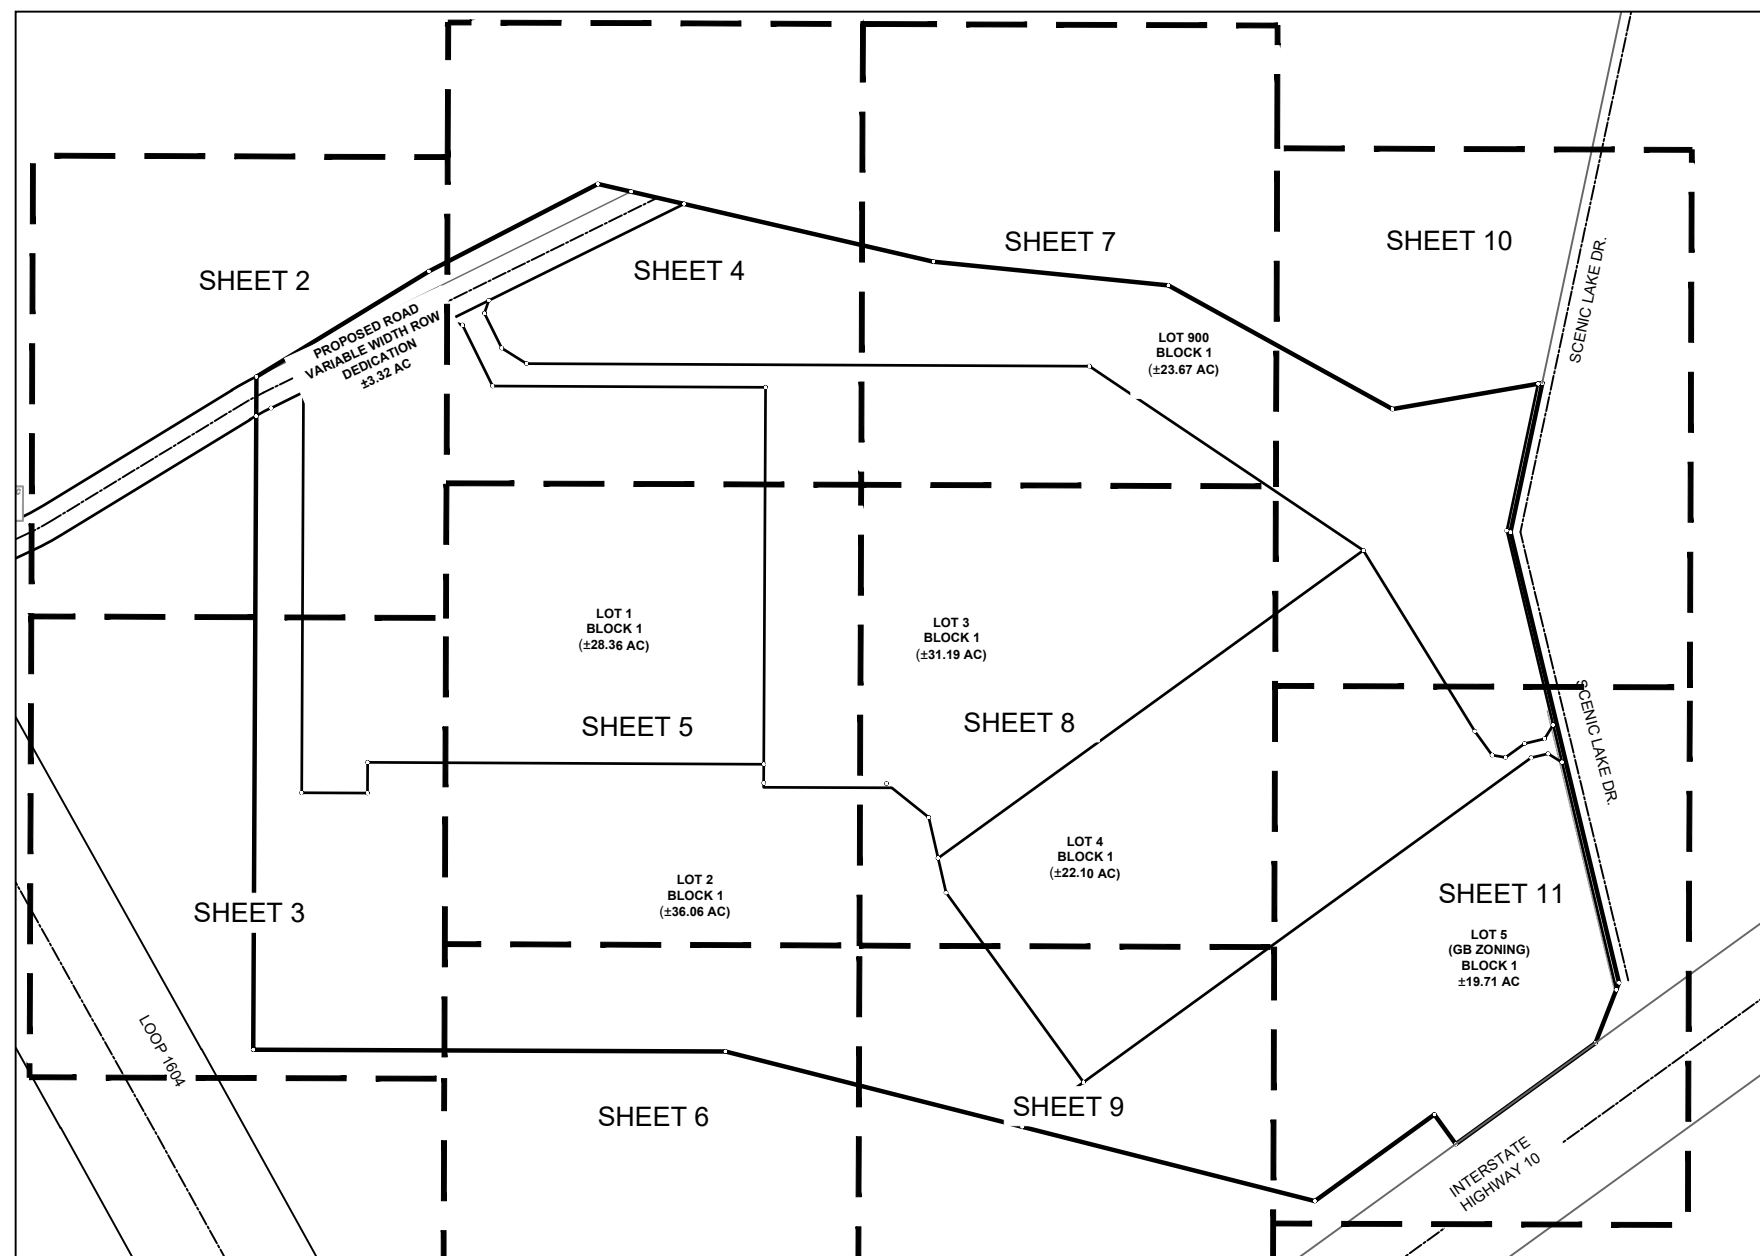 SHEET 7
SHEET 10
SHEET 4
SHEET 2
SCENIC LAKE DR.
PROPOSED ROAD
VARIABLE WIDTH ROW
DEDICATION
±3.32 AC
LOT 900
BLOCK 1
(±23.67 AC)
LOT 1
BLOCK 1
(±28.36 AC)
LOT 3
BLOCK 1
(±31.19 AC)
SHEET 5
SHEET 8
SCENIC LAKE DR.
LOT 4
BLOCK 1
(±22.10 AC)
LOT 2
BLOCK 1
(±36.06 AC)
SHEET 3
SHEET 11
LOT 5
(GB ZONING)
BLOCK 1
±19.71 AC
LOOP 1604
SHEET 6
SHEET 9
INTERSTATE
HIGHWAY 10